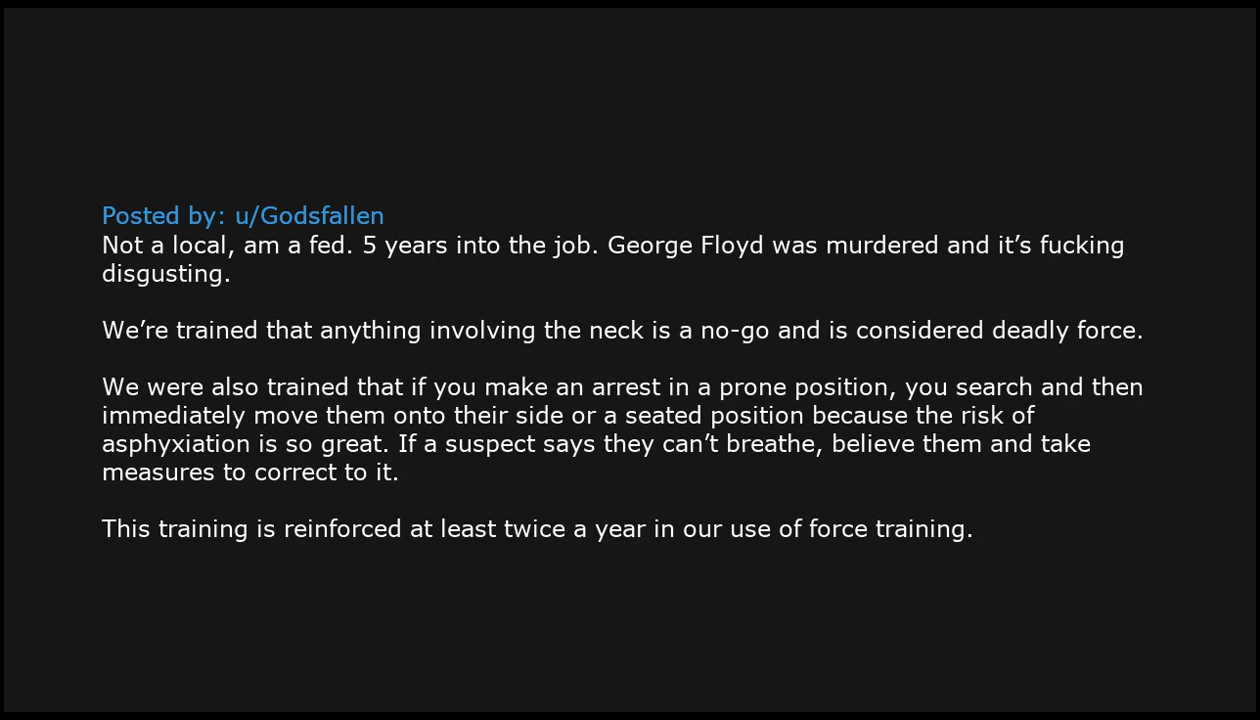 Posted by: u/Godsfallen
Not a local, am a fed. 5 years into the job. George Floyd was murdered and it's fucking
disgusting.
We're trained that anything involving the neck is a no-go and is considered deadly force.
We were also trained that if you make an arrest in a prone position, you search and then
immediately move them onto their side or a seated position because the risk of
asphyxiation is so great. If a suspect says they can't breathe, believe them and take
measures to correct to it.
This training is reinforced at least twice a year in our use of force training.